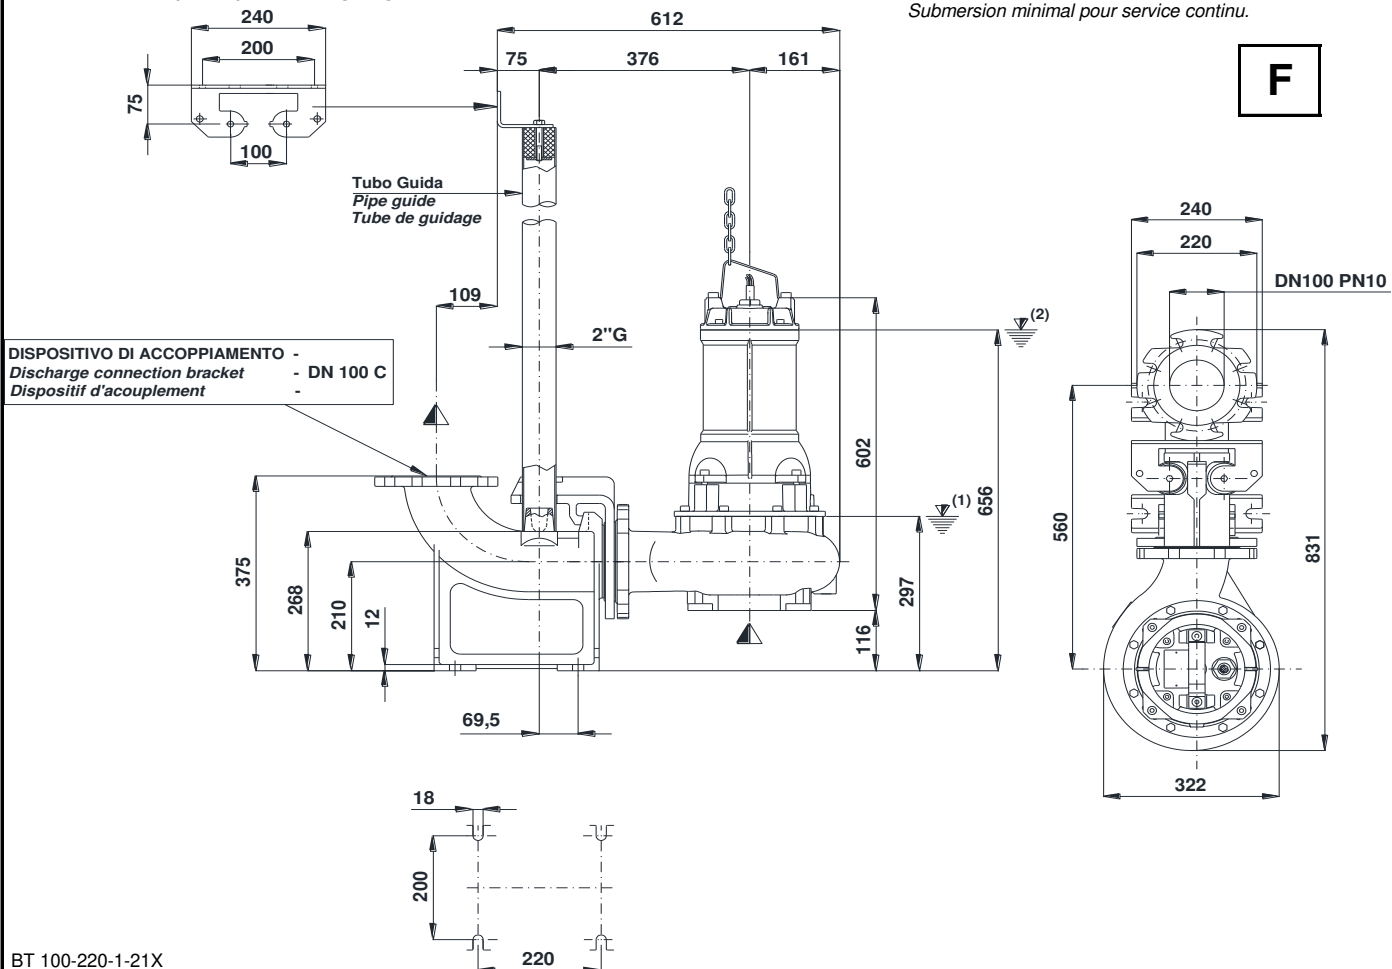 Submersion minimal pour service continu.
F
240
200
75
100
612
75
376
161
Tubo Guida
Pipe guide
Tube de guidage
109
2"G
DISPOSITIVO DI ACCOPPIAMENTO -
Discharge connection bracket - DN 100 C
Dispositif d'acouplement -
(2)
(1)
602
656
375
268
210
12
297
116
69,5
240
220
DN100 PN10
560
831
322
18
200
220
BT 100-220-1-21X